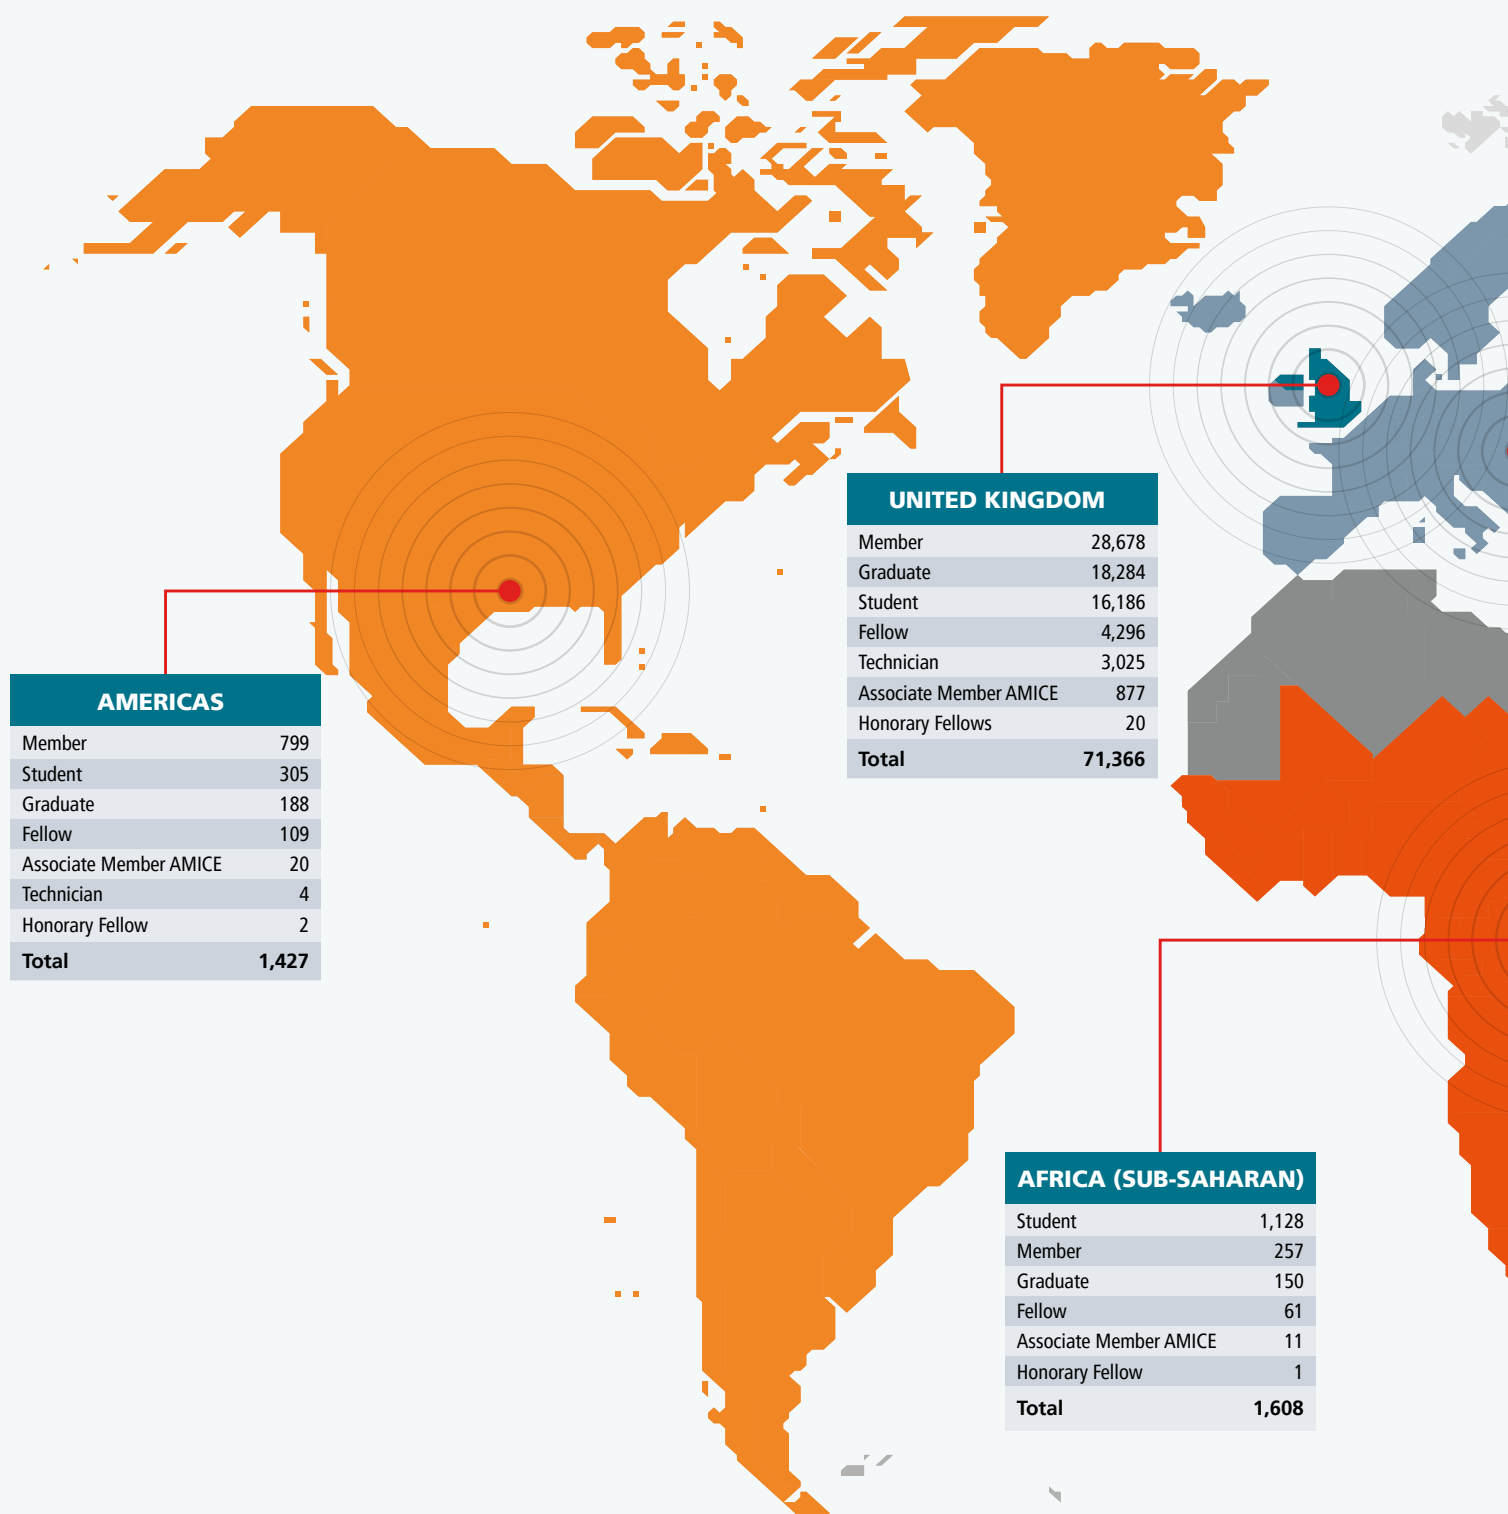 UNITED KINGDOM
Member 28,678
Graduate 18,284
Student 16,186
Fellow 4,296
Technician 3,025
Associate Member AMICE 877
Honorary Fellows 20
Total 71,366
AMERICAS
Member 799
Student 305
Graduate 188
Fellow 109
Associate Member AMICE 20
Technician 4
Honorary Fellow 2
Total 1,427
AFRICA (SUB-SAHARAN)
Student 1,128
Member 257
Graduate 150
Fellow 61
Associate Member AMICE 11
Honorary Fellow 1
Total 1,608